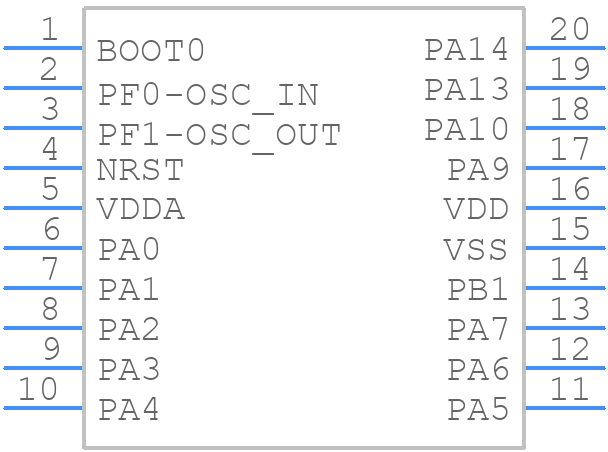 1 BOOT0 PA14 20
2 PF0-OSC_IN PA13 19
3 PF1-OSC_OUT PA10 18
4 NRST PA9 17
5 VDDA VDD 16
6 PA0 VSS 15
7 PA1 PB1 14
8 PA2 PA7 13
9 PA3 PA6 12
10 PA4 PA5 11